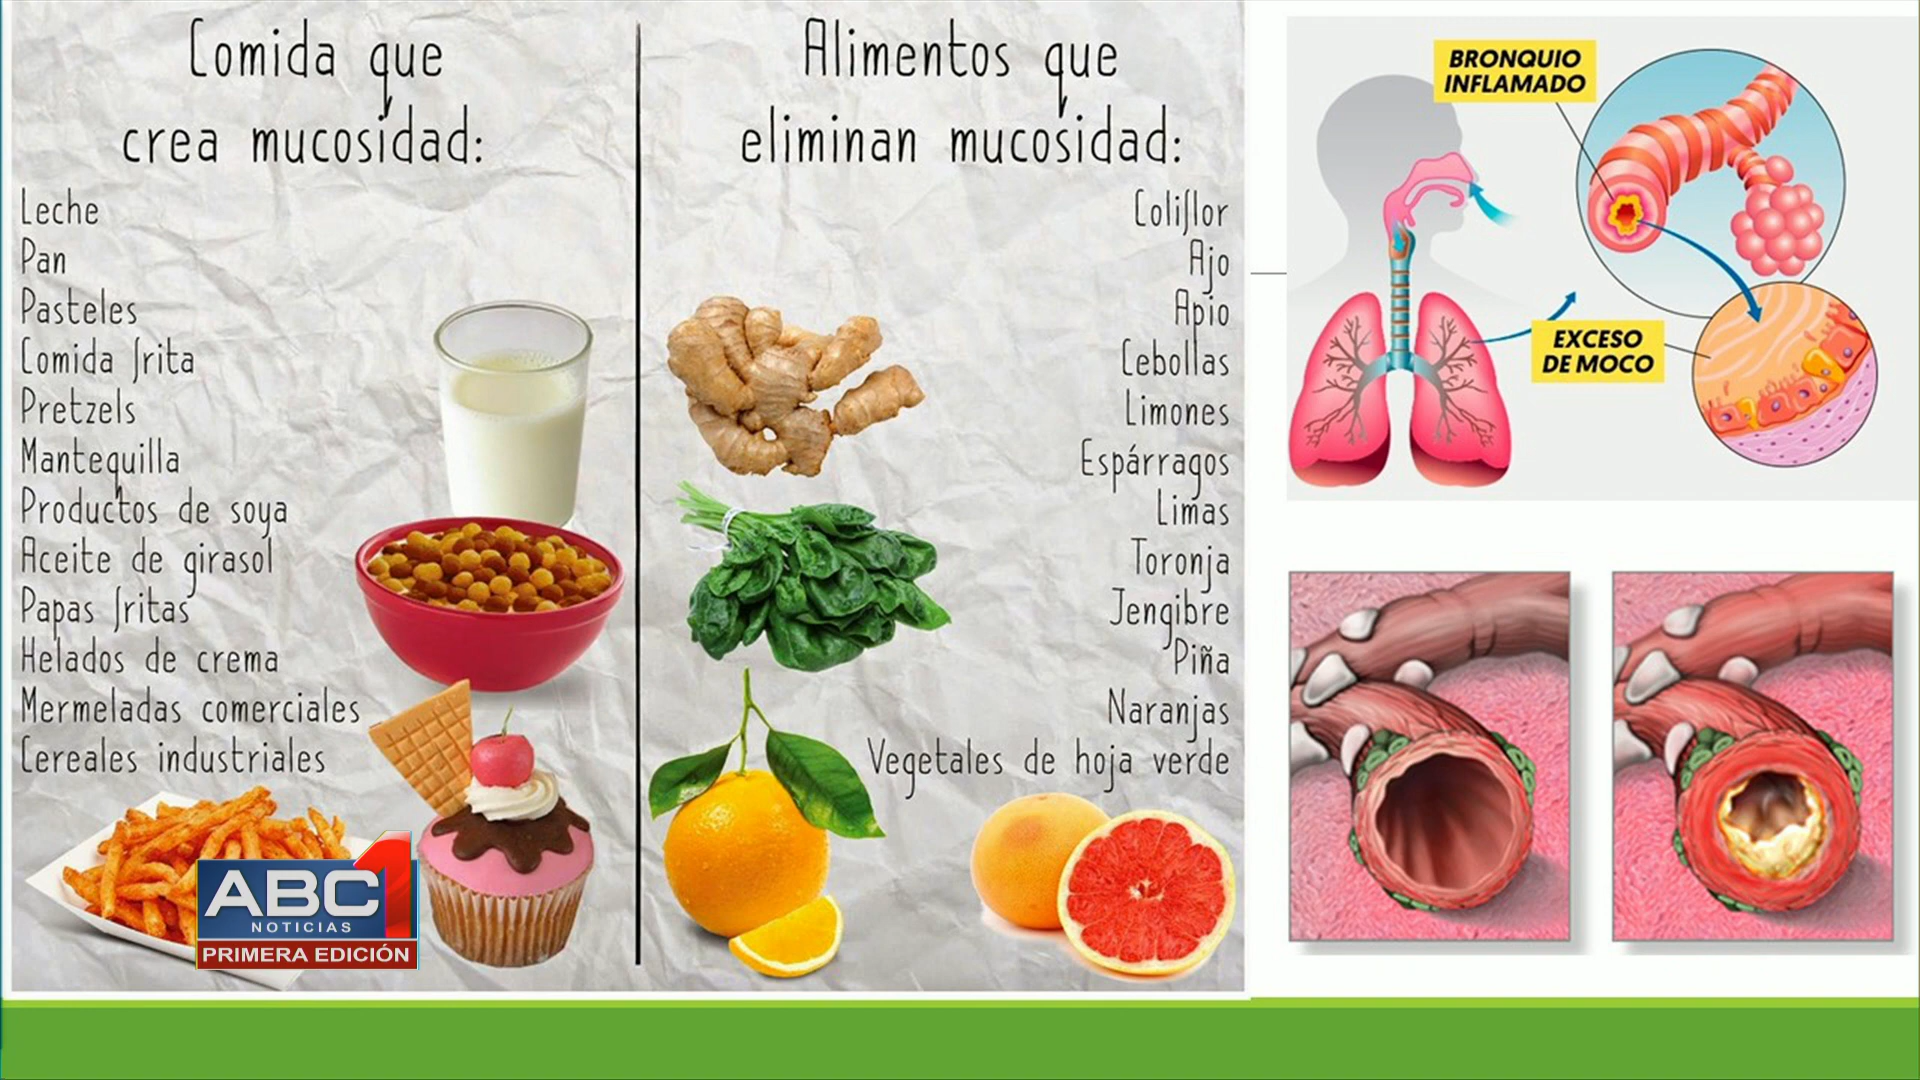 Comida que
crea mucosidad:
Leche
Pan
Pasteles
Comida frita
Pretzels
Mantequilla
Productos de soya
Aceite de girasol
Papas fritas
Helados de crema
Mermeladas comerciales
Cereales industriales
Alimentos que
eliminan mucosidad:
Coliflor
Ajo
Apio
Cebollas
Limones
Espárragos
Limas
Toronja
Jengibre
Piña
Naranjas
Vegetales de hoja verde
BRONQUIO
INFLAMADO
EXCESO
DE MOCO
ABC1
NOTICIAS
PRIMERA EDICIÓN